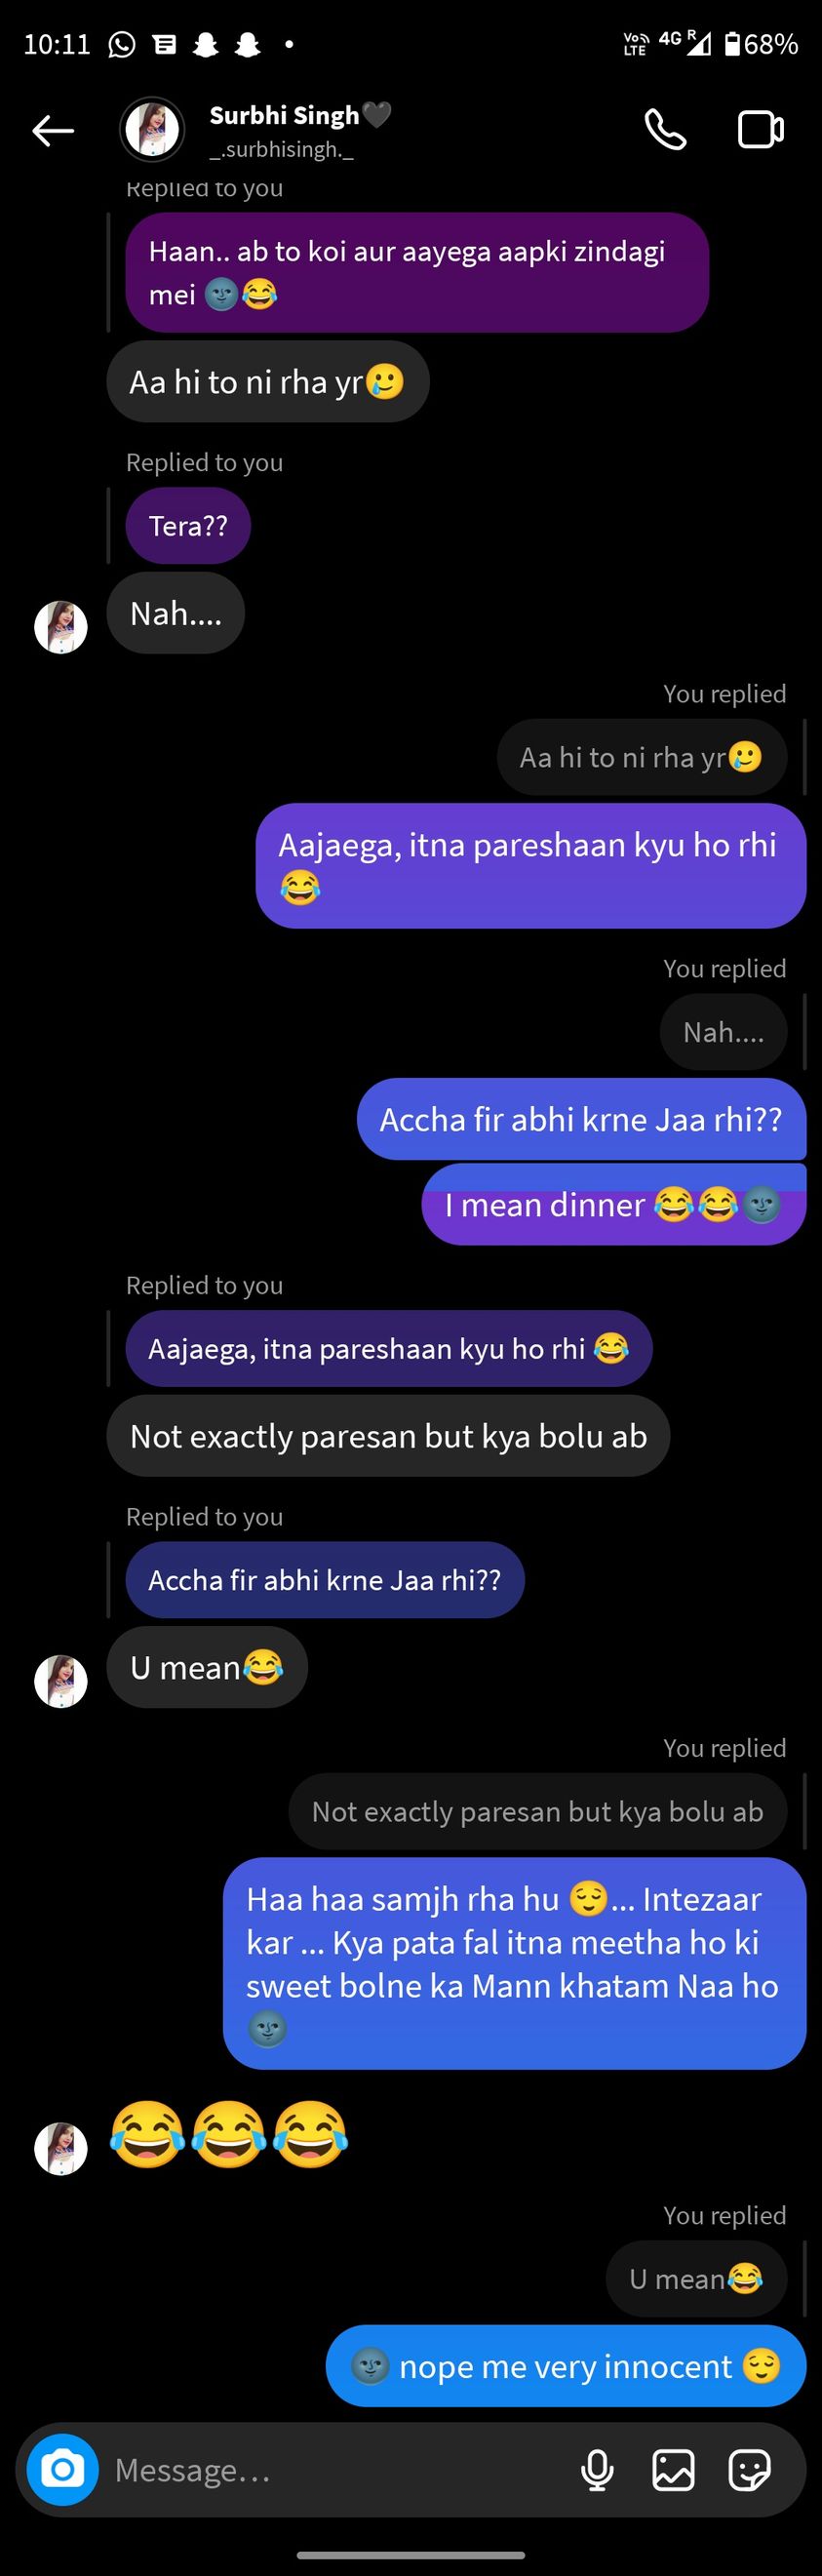 10:11
Vo)) LTE 4G R 68%
Surbhi Singh🖤
_.surbhisingh._
Replied to you
Haan.. ab to koi aur aayega aapki zindagi
mei 🌚😂
Aa hi to ni rha yr🥲
Replied to you
Tera??
Nah....
You replied
Aa hi to ni rha yr🥲
Aajaega, itna pareshaan kyu ho rhi
😂
You replied
Nah....
Accha fir abhi krne Jaa rhi??
I mean dinner 😂😂🌚
Replied to you
Aajaega, itna pareshaan kyu ho rhi 😂
Not exactly paresan but kya bolu ab
Replied to you
Accha fir abhi krne Jaa rhi??
U mean😂
You replied
Not exactly paresan but kya bolu ab
Haa haa samjh rha hu 😌... Intezaar
kar ... Kya pata fal itna meetha ho ki
sweet bolne ka Mann khatam Naa ho
🌚
😂😂😂
You replied
U mean😂
🌚 nope me very innocent 😌
Message...